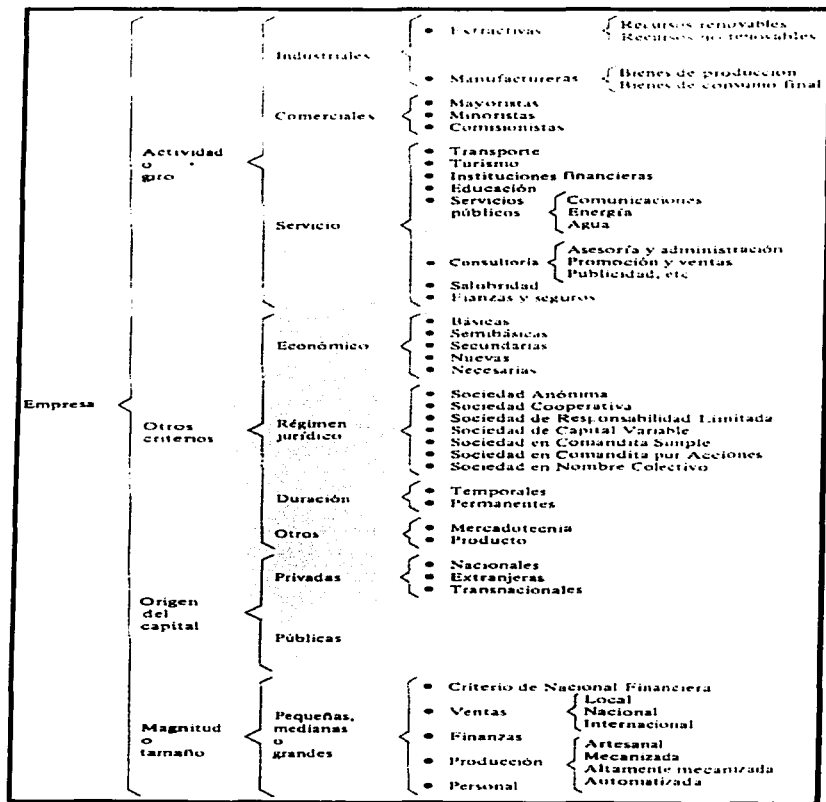 Empresa
Actividad
o
giro
Industriales
• Extractivas
Recursos renovables
Recursos no renovables
• Manufactureras
Bienes de producción
Bienes de consumo final
Comerciales
• Mayoristas
• Minoristas
• Comisionistas
Servicio
• Transporte
• Turismo
• Instituciones financieras
• Educación
• Servicios
públicos
Comunicaciones
Energía
Agua
• Consultoría
Asesoría y administración
Promoción y ventas
Publicidad, etc
• Salubridad
• Fianzas y seguros
Otros
criterios
Económico
• Básicas
• Semibásicas
• Secundarias
• Nuevas
• Necesarias
Régimen
jurídico
• Sociedad Anónima
• Sociedad Cooperativa
• Sociedad de Responsabilidad Limitada
• Sociedad de Capital Variable
• Sociedad en Comandita Simple
• Sociedad en Comandita por Acciones
• Sociedad en Nombre Colectivo
Duración
• Temporales
• Permanentes
Otros
• Mercadotecnia
• Producto
Origen
del
capital
Privadas
• Nacionales
• Extranjeras
• Transnacionales
Públicas
Magnitud
o
tamaño
Pequeñas,
medianas
o
grandes
• Criterio de Nacional Financiera
• Ventas
Local
Nacional
Internacional
• Finanzas
• Producción
Artesanal
Mecanizada
Altamente mecanizada
Automatizada
• Personal